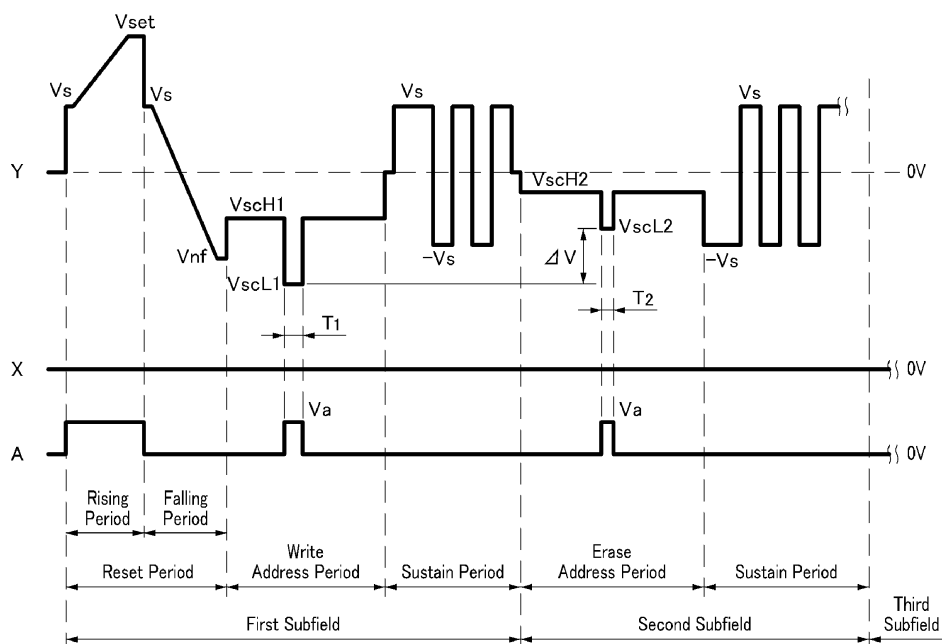 Vset
Vs
Vs
Vs
Vs
Y
0V
VscH1
VscH2
Vnf
VscL1
-Vs
⊿V
VscL2
-Vs
T1
T2
X
0V
Va
Va
A
0V
Rising
Period
Falling
Period
Reset Period
Write
Address Period
Sustain Period
Erase
Address Period
Sustain Period
First Subfield
Second Subfield
Third
Subfield